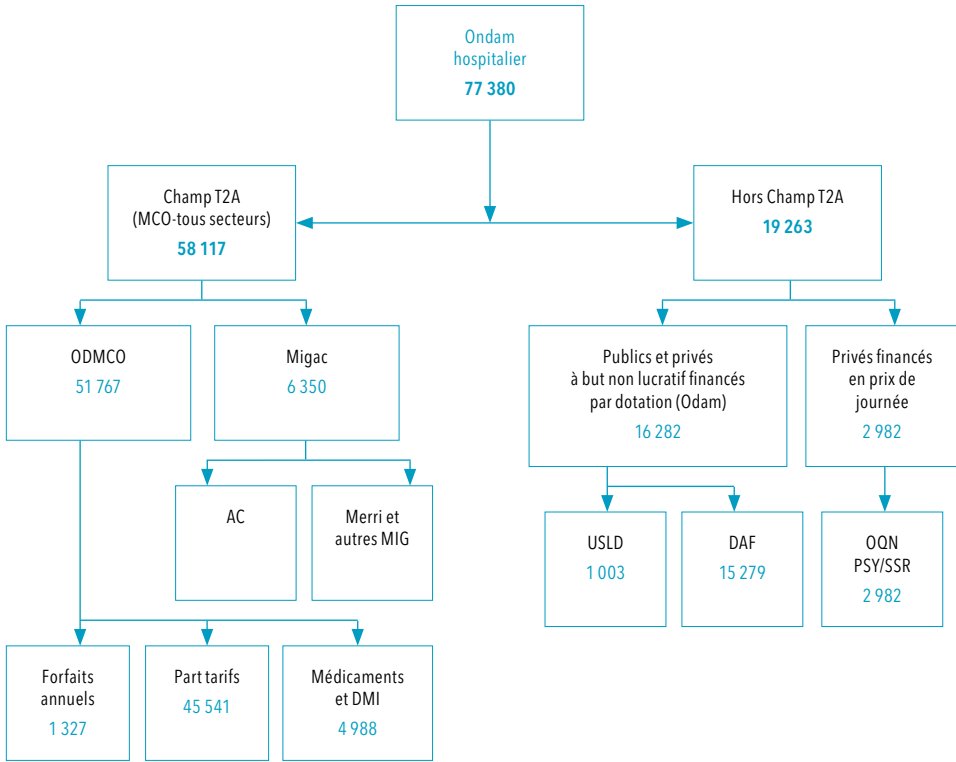 Ondam
hospitalier
77 380
Champ T2A
(MCO-tous secteurs)
58 117
Hors Champ T2A
19 263
ODMCO
51 767
Migac
6 350
Publics et privés
à but non lucratif financés
par dotation (Odam)
16 282
Privés financés
en prix de
journée
2 982
AC
Merri et
autres MIG
USLD
1 003
DAF
15 279
OQN
PSY/SSR
2 982
Forfaits
annuels
1 327
Part tarifs
45 541
Médicaments
et DMI
4 988